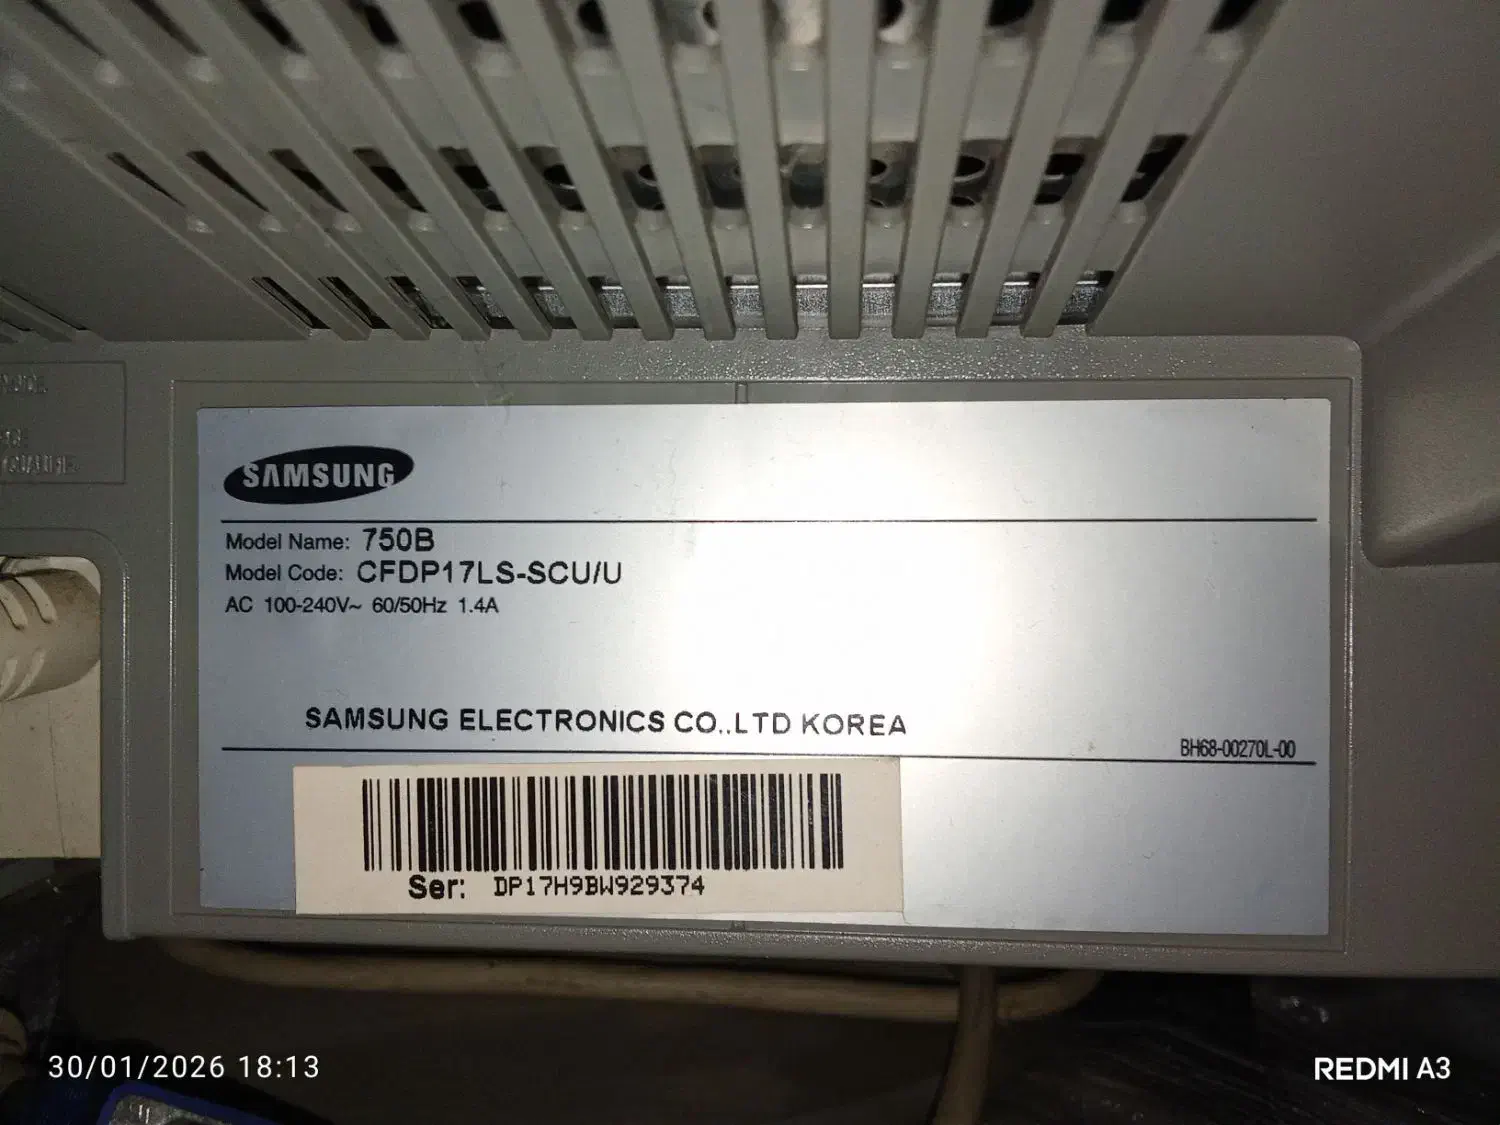 SAMSUNG
Model Name: 750B
Model Code: CFDP17LS-SCU/U
AC 100-240V~ 60/50Hz 1.4A
SAMSUNG ELECTRONICS CO..LTD KOREA
BH68-00270L-00
Ser: DP17H9BW929374
30/01/2026 18:13
REDMI A3